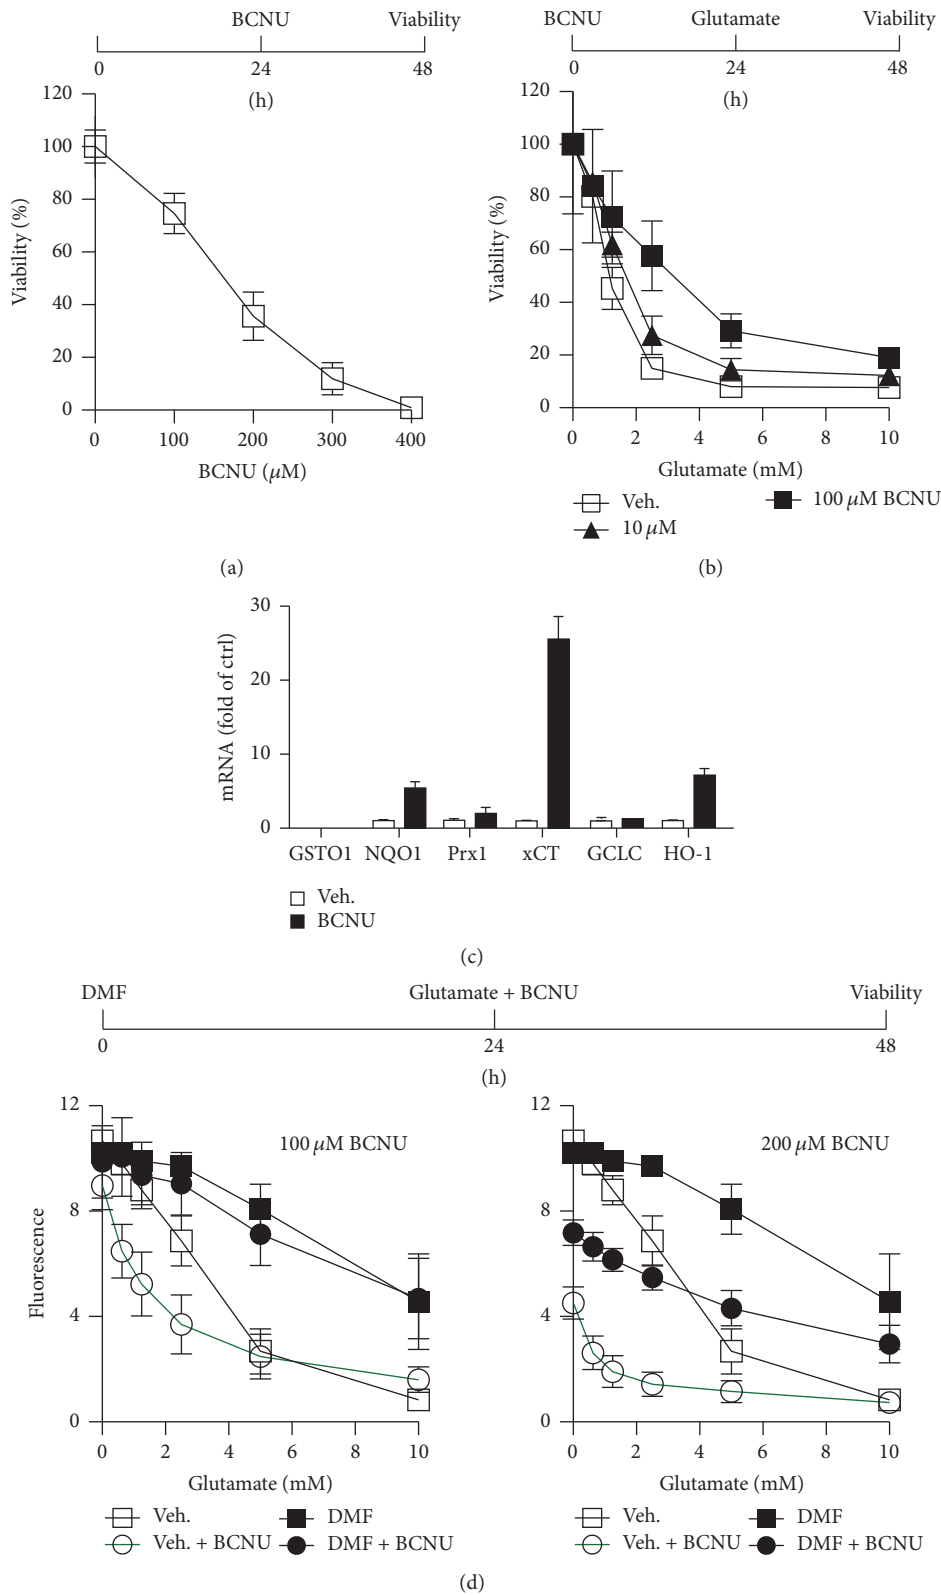 BCNU Viability
0 24 48
(h)
120
100
80
60
40
20
0
Viability (%)
0 100 200 300 400
BCNU (μM)
(a)
BCNU Glutamate Viability
0 24 48
(h)
120
100
80
60
40
20
0
Viability (%)
0 2 4 6 8 10
Glutamate (mM)
Veh. 100 μM BCNU
10 μM
(b)
30
20
10
0
mRNA (fold of ctrl)
GSTO1 NQO1 Prx1 xCT GCLC HO-1
Veh.
BCNU
(c)
DMF Glutamate + BCNU Viability
0 24 48
(h)
12
8
4
0
Fluorescence
100 μM BCNU
0 2 4 6 8 10
Glutamate (mM)
Veh. DMF
Veh. + BCNU DMF + BCNU
12
8
4
0
200 μM BCNU
0 2 4 6 8 10
Glutamate (mM)
Veh. DMF
Veh. + BCNU DMF + BCNU
(d)